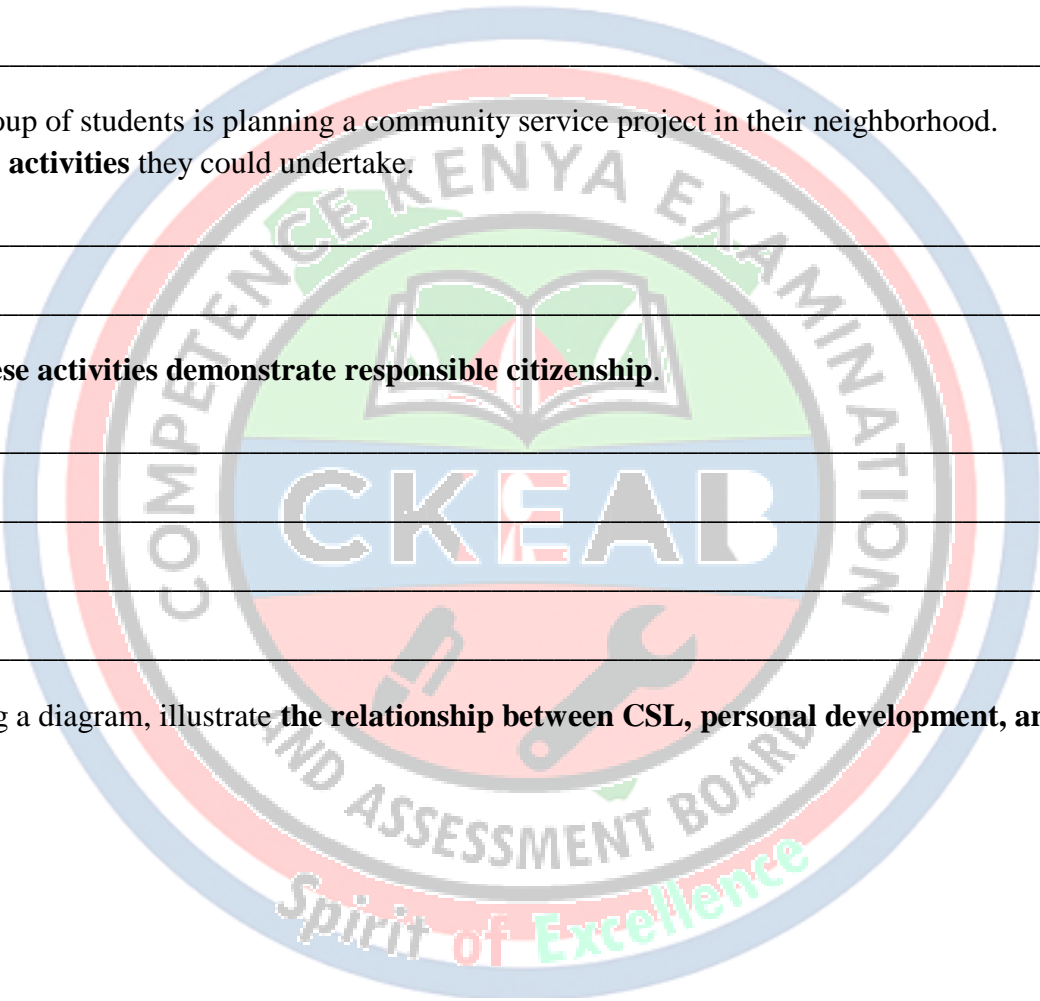 oup of students is planning a community service project in their neighborhood.
activities they could undertake.
ese activities demonstrate responsible citizenship.
g a diagram, illustrate the relationship between CSL, personal development, an
COMPETENCE KENYA EXAMINATION
CKEAB
AND ASSESSMENT BOARD
Spirit of Excellence